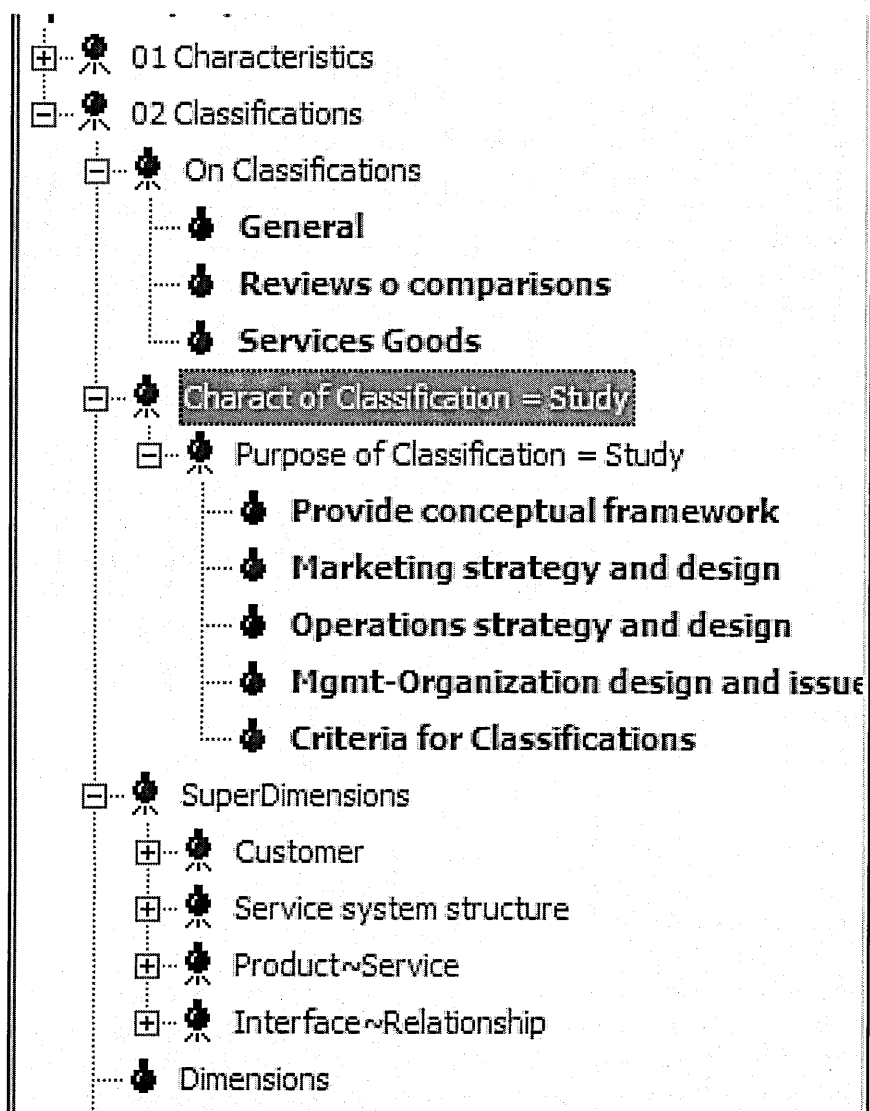 01 Characteristics
02 Classifications
On Classifications
General
Reviews o comparisons
Services Goods
Charact of Classification = Study
Purpose of Classification = Study
Provide conceptual framework
Marketing strategy and design
Operations strategy and design
Mgmt-Organization design and issue
Criteria for Classifications
SuperDimensions
Customer
Service system structure
Product~Service
Interface~Relationship
Dimensions